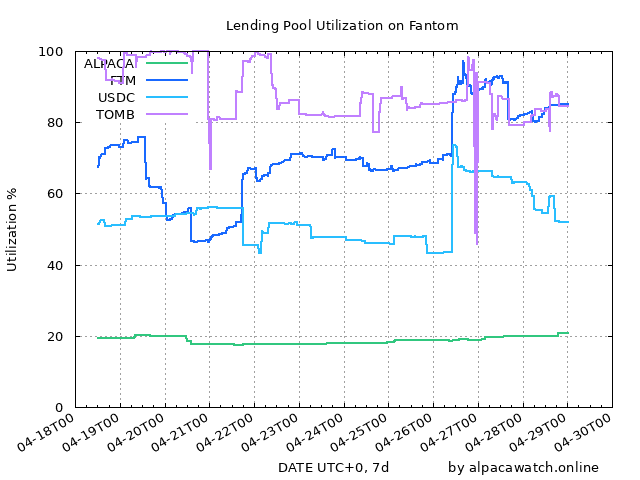 Lending Pool Utilization on Fantom
Utilization %
100
80
60
40
20
0
ALPACA
FTM
USDC
TOMB
04-18T00
04-19T00
04-20T00
04-21T00
04-22T00
04-23T00
04-24T00
04-25T00
04-26T00
04-27T00
04-28T00
04-29T00
04-30T00
DATE UTC+0, 7d
by alpacawatch.online